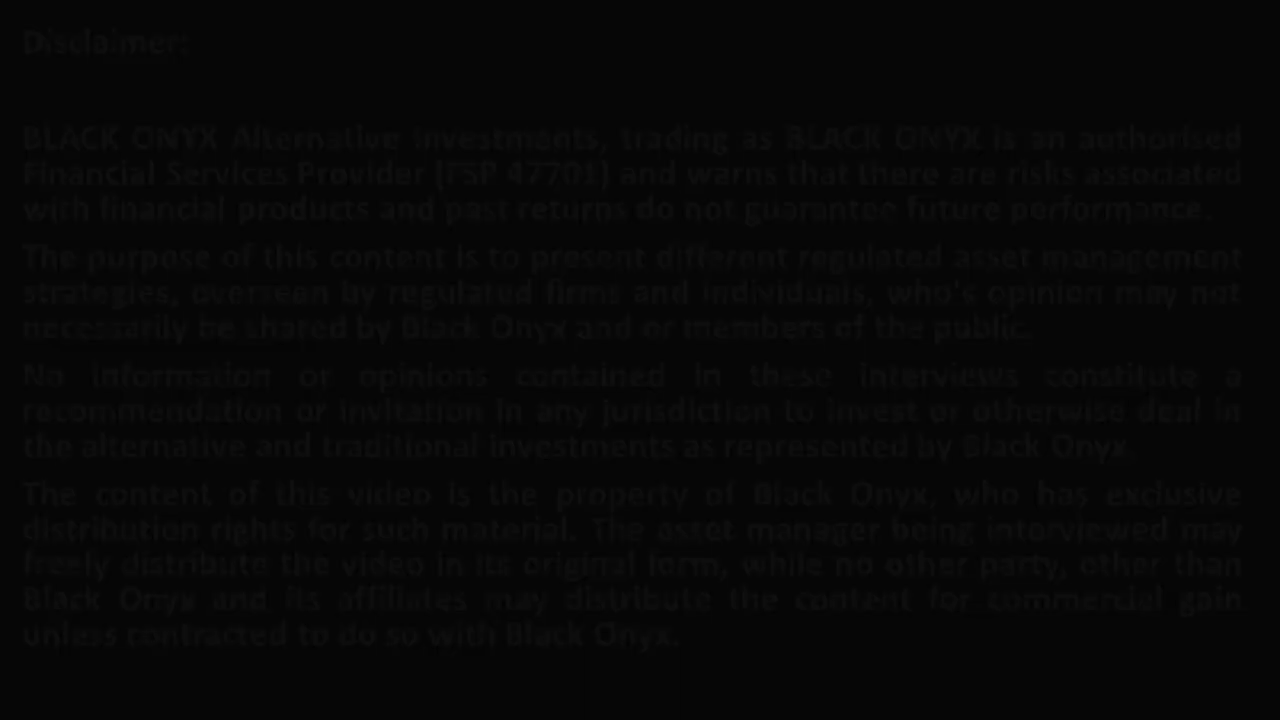 Disclaimer:
BLACK ONYX Alternative Investments, trading as BLACK ONYX is an authorised
Financial Services Provider (FSP 47701) and warns that there are risks associated
with financial products and past returns do not guarantee future performance.
The purpose of this content is to present different regulated asset management
strategies, overseen by regulated firms and individuals, who's opinion may not
necessarily be shared by Black Onyx and or members of the public.
No information or opinions contained in these interviews constitute a
recommendation or invitation in any jurisdiction to invest or otherwise deal in
the alternative and traditional investments as represented by Black Onyx.
The content of this video is the property of Black Onyx, who has exclusive
distribution rights for such material. The asset manager being interviewed may
freely distribute the video in its original form, while no other party, other than
Black Onyx and its affiliates may distribute the content for commercial gain
unless contracted to do so with Black Onyx.